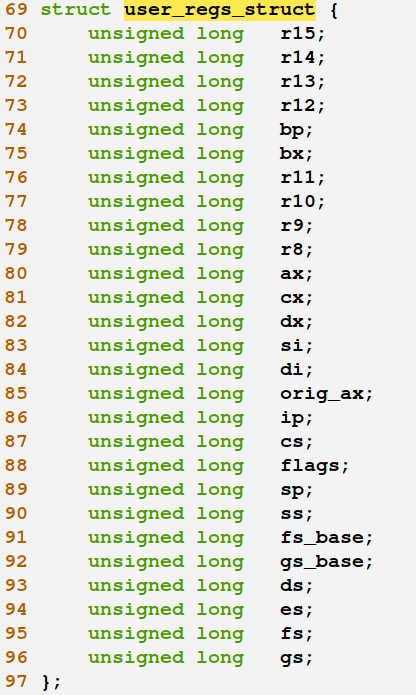 69 struct user_regs_struct {
70     unsigned long   r15;
71     unsigned long   r14;
72     unsigned long   r13;
73     unsigned long   r12;
74     unsigned long   bp;
75     unsigned long   bx;
76     unsigned long   r11;
77     unsigned long   r10;
78     unsigned long   r9;
79     unsigned long   r8;
80     unsigned long   ax;
81     unsigned long   cx;
82     unsigned long   dx;
83     unsigned long   si;
84     unsigned long   di;
85     unsigned long   orig_ax;
86     unsigned long   ip;
87     unsigned long   cs;
88     unsigned long   flags;
89     unsigned long   sp;
90     unsigned long   ss;
91     unsigned long   fs_base;
92     unsigned long   gs_base;
93     unsigned long   ds;
94     unsigned long   es;
95     unsigned long   fs;
96     unsigned long   gs;
97 };